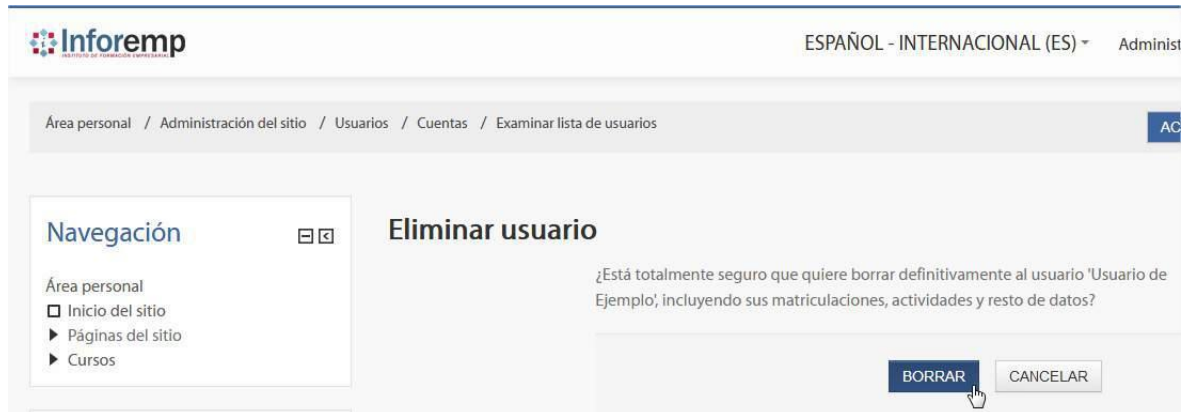 Inforemp
INSTITUTO DE FORMACIÓN EMPRESARIAL
ESPAÑOL - INTERNACIONAL (ES)
Administ
Área personal / Administración del sitio / Usuarios / Cuentas / Examinar lista de usuarios
AC
Navegación
Área personal
Inicio del sitio
Páginas del sitio
Cursos
Eliminar usuario
¿Está totalmente seguro que quiere borrar definitivamente al usuario 'Usuario de
Ejemplo', incluyendo sus matriculaciones, actividades y resto de datos?
BORRAR
CANCELAR